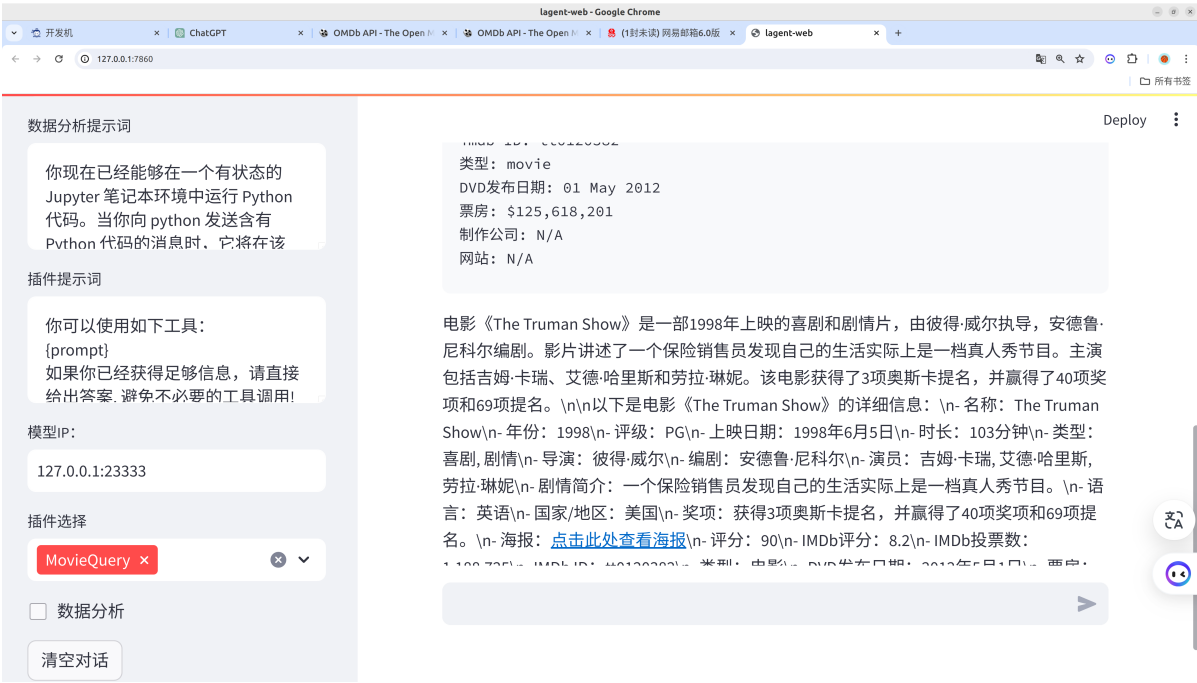 lagent-web - Google Chrome
开发机
ChatGPT
OMDb API - The Open M
OMDb API - The Open M
(1封未读) 网易邮箱6.0版
lagent-web
127.0.0.1:7860
所有书签
数据分析提示词
你现在已经能够在一个有状态的
Jupyter 笔记本环境中运行 Python
代码。当你向 python 发送含有
Python 代码的消息时，它将在该
插件提示词
你可以使用如下工具：
{prompt}
如果你已经获得足够信息，请直接
给出答案. 避免不必要的工具调用!
模型IP：
127.0.0.1:23333
插件选择
MovieQuery
数据分析
清空对话
Deploy
类型: movie
DVD发布日期: 01 May 2012
票房: $125,618,201
制作公司: N/A
网站: N/A
电影《The Truman Show》是一部1998年上映的喜剧和剧情片，由彼得·威尔执导，安德鲁·
尼科尔编剧。影片讲述了一个保险销售员发现自己的生活实际上是一档真人秀节目。主演
包括吉姆·卡瑞、艾德·哈里斯和劳拉·琳妮。该电影获得了3项奥斯卡提名，并赢得了40项奖
项和69项提名。\n\n以下是电影《The Truman Show》的详细信息：\n- 名称：The Truman
Show\n- 年份：1998\n- 评级：PG\n- 上映日期：1998年6月5日\n- 时长：103分钟\n- 类型：
喜剧, 剧情\n- 导演：彼得·威尔\n- 编剧：安德鲁·尼科尔\n- 演员：吉姆·卡瑞, 艾德·哈里斯,
劳拉·琳妮\n- 剧情简介：一个保险销售员发现自己的生活实际上是一档真人秀节目。\n- 语
言：英语\n- 国家/地区：美国\n- 奖项：获得3项奥斯卡提名，并赢得了40项奖项和69项提
名。\n- 海报：点击此处查看海报\n- 评分：90\n- IMDb评分：8.2\n- IMDb投票数：